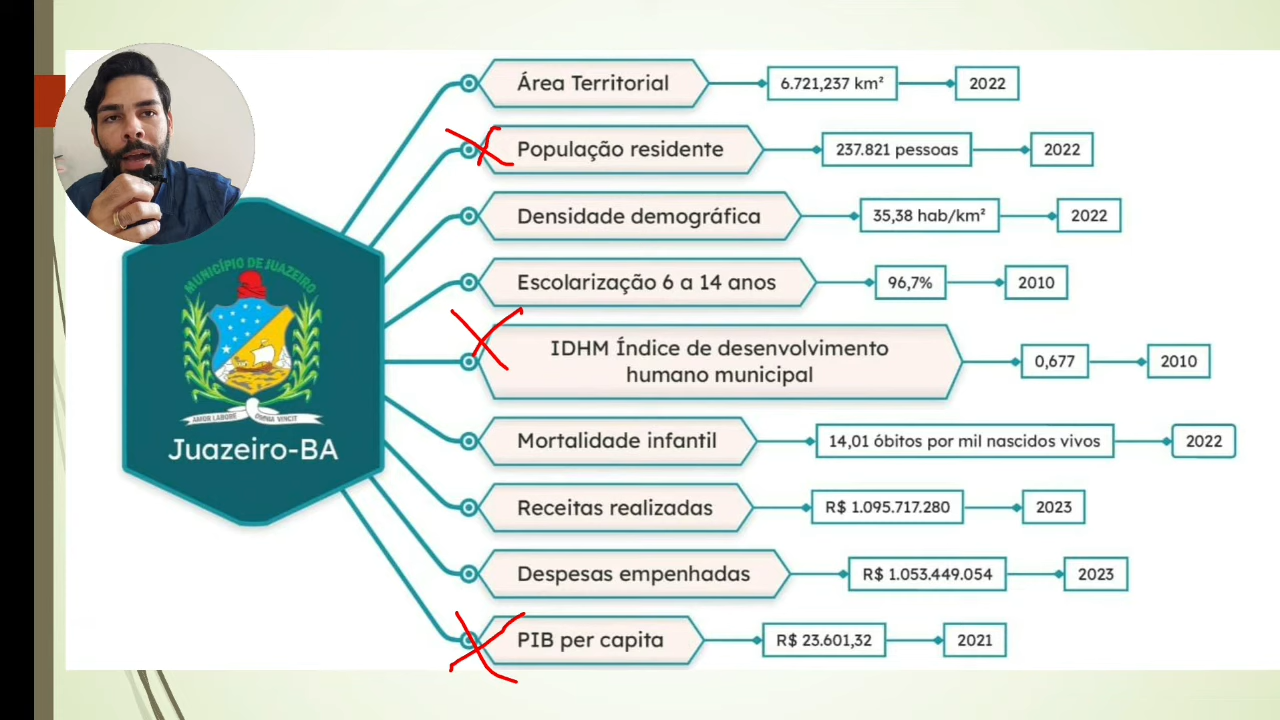 Área Territorial 6.721,237 km² 2022
População residente 237.821 pessoas 2022
Densidade demográfica 35,38 hab/km² 2022
Escolarização 6 a 14 anos 96,7% 2010
IDHM Índice de desenvolvimento
humano municipal 0,677 2010
Mortalidade infantil 14,01 óbitos por mil nascidos vivos 2022
Receitas realizadas R$ 1.095.717.280 2023
Despesas empenhadas R$ 1.053.449.054 2023
PIB per capita R$ 23.601,32 2021
MUNICÍPIO DE JUAZEIRO
AMOR LABORE OMNIA VINCIT
Juazeiro-BA